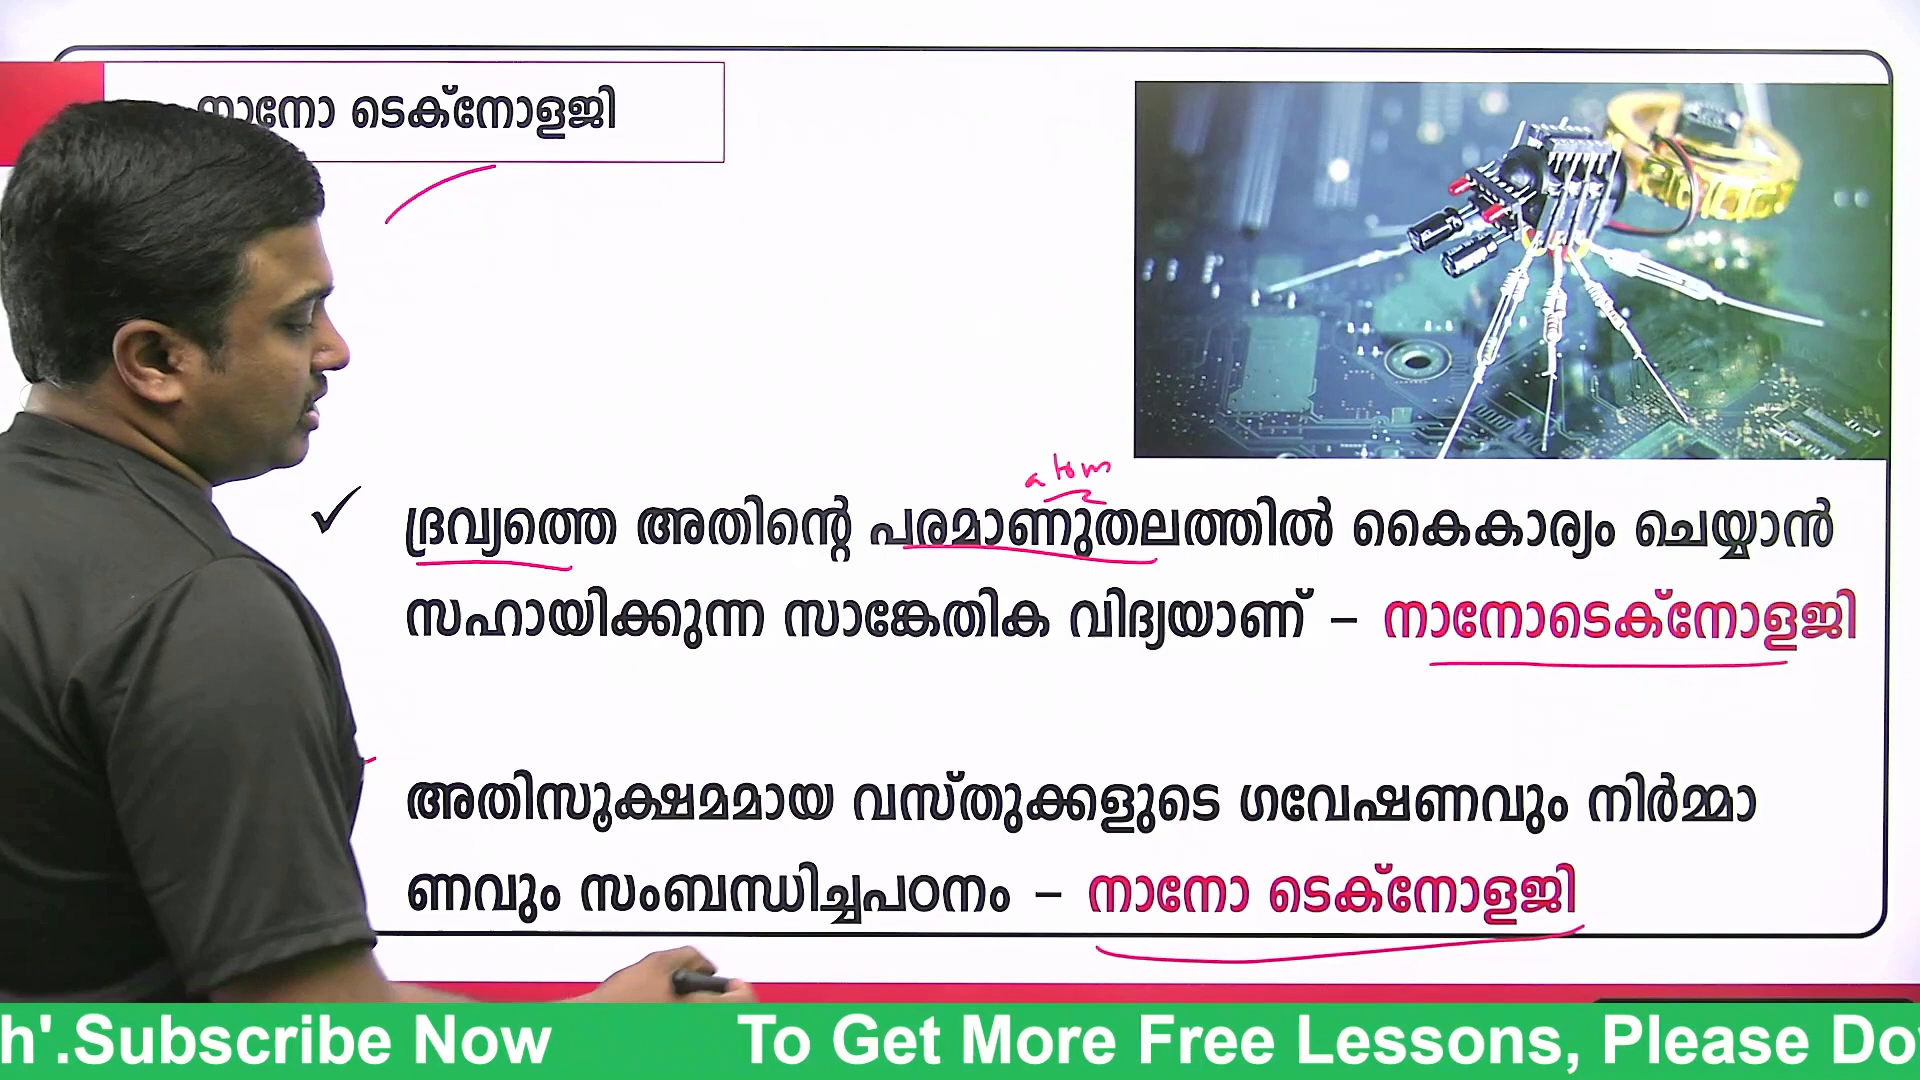 നാനോ ടെക്നോളജി
atom
ദ്രവ്യത്തെ അതിന്റെ പരമാണുതലത്തിൽ കൈകാര്യം ചെയ്യാൻ
സഹായിക്കുന്ന സാങ്കേതിക വിദ്യയാണ് – നാനോടെക്നോളജി
അതിസൂക്ഷമമായ വസ്തുക്കളുടെ ഗവേഷണവും നിർമ്മാ
ണവും സംബന്ധിച്ചപഠനം – നാനോ ടെക്നോളജി
h'.Subscribe Now To Get More Free Lessons, Please Do